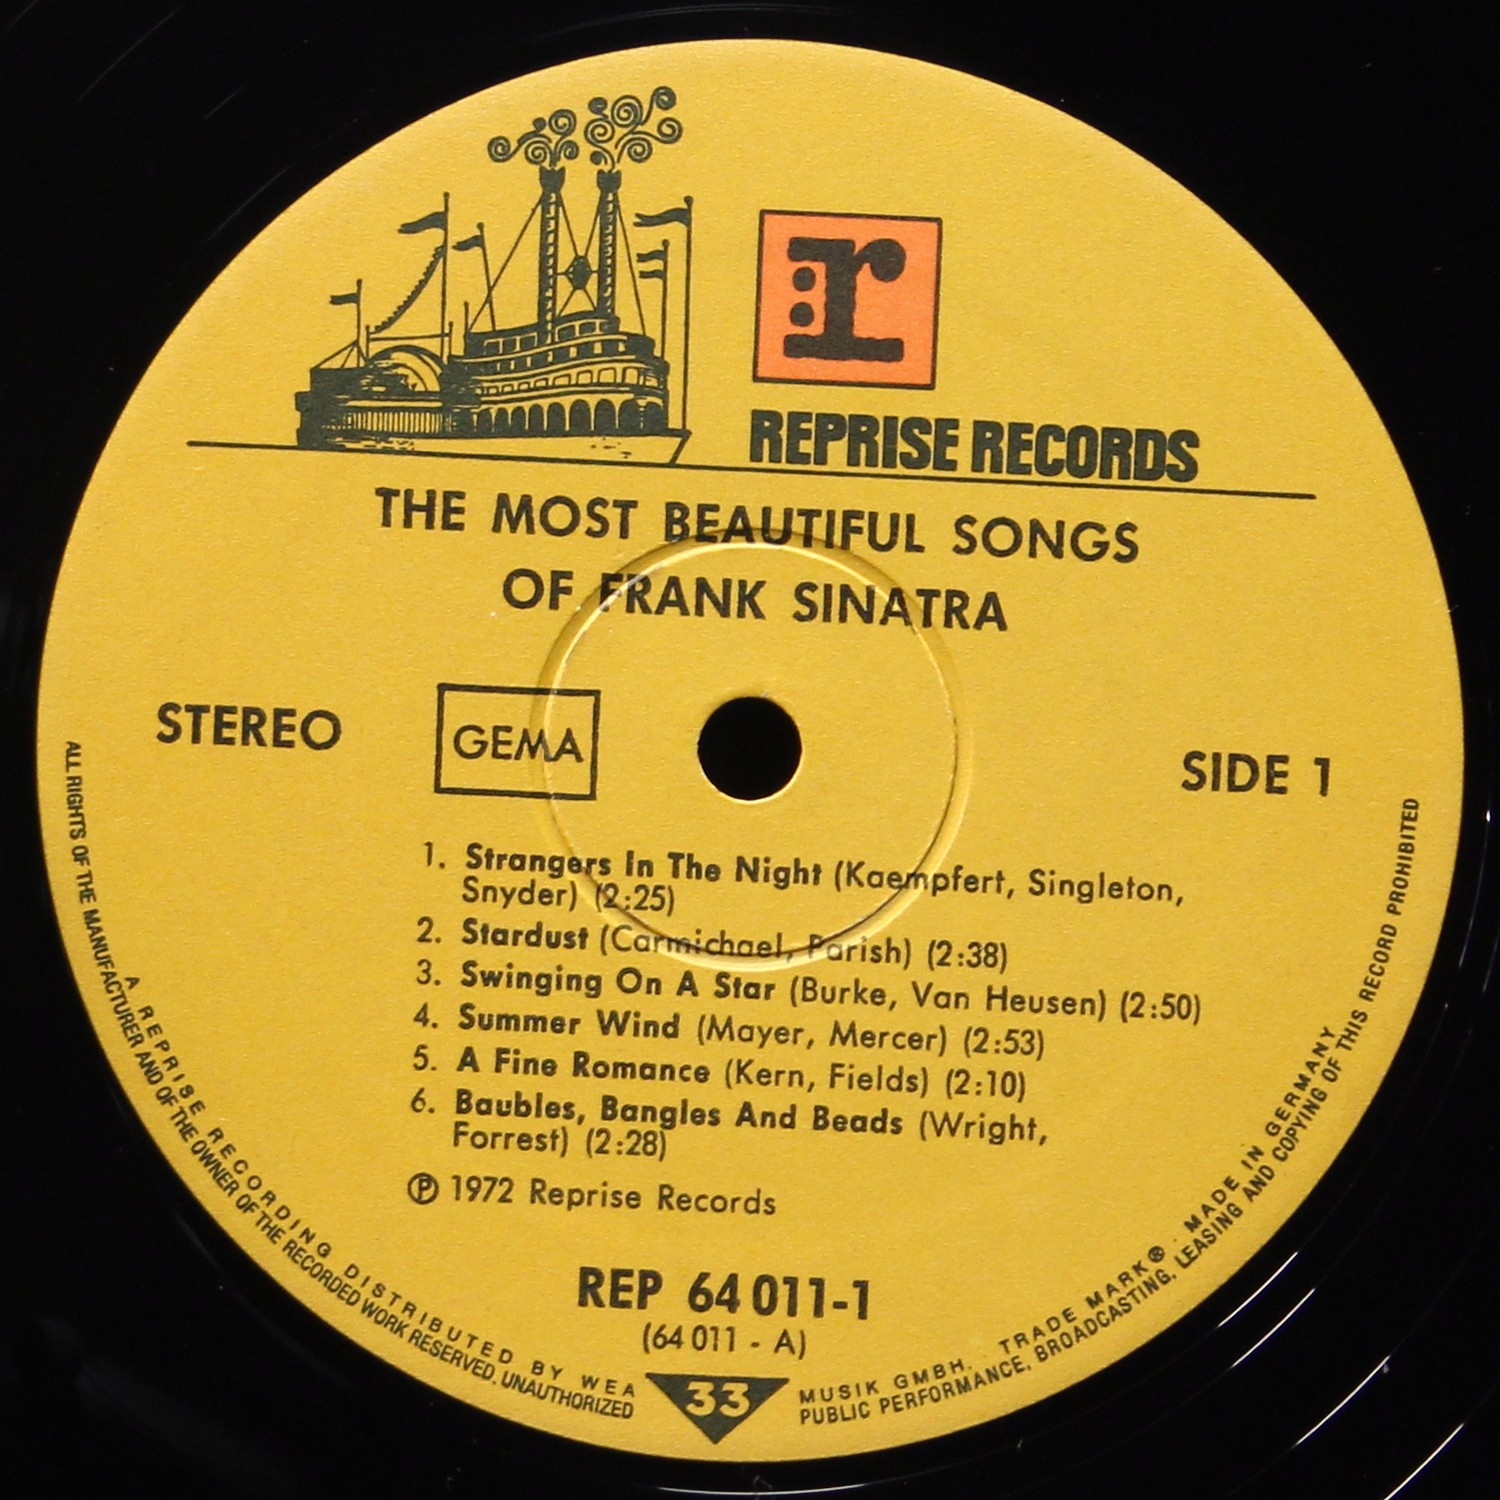 r
REPRISE RECORDS
THE MOST BEAUTIFUL SONGS
OF FRANK SINATRA
STEREO
GEMA
SIDE 1
1. Strangers In The Night (Kaempfert, Singleton,
Snyder) (2:25)
2. Stardust (Carmichael, Parish) (2:38)
3. Swinging On A Star (Burke, Van Heusen) (2:50)
4. Summer Wind (Mayer, Mercer) (2:53)
5. A Fine Romance (Kern, Fields) (2:10)
6. Baubles, Bangles And Beads (Wright,
Forrest) (2:28)
℗ 1972 Reprise Records
REP 64 011-1
(64 011 - A)
33
A REPRISE RECORDING DISTRIBUTED BY WEA MUSIK GMBH. TRADE MARK® · MADE IN GERMANY
ALL RIGHTS OF THE MANUFACTURER AND OF THE OWNER OF THE RECORDED WORK RESERVED. UNAUTHORIZED PUBLIC PERFORMANCE, BROADCASTING, LEASING AND COPYING OF THIS RECORD PROHIBITED